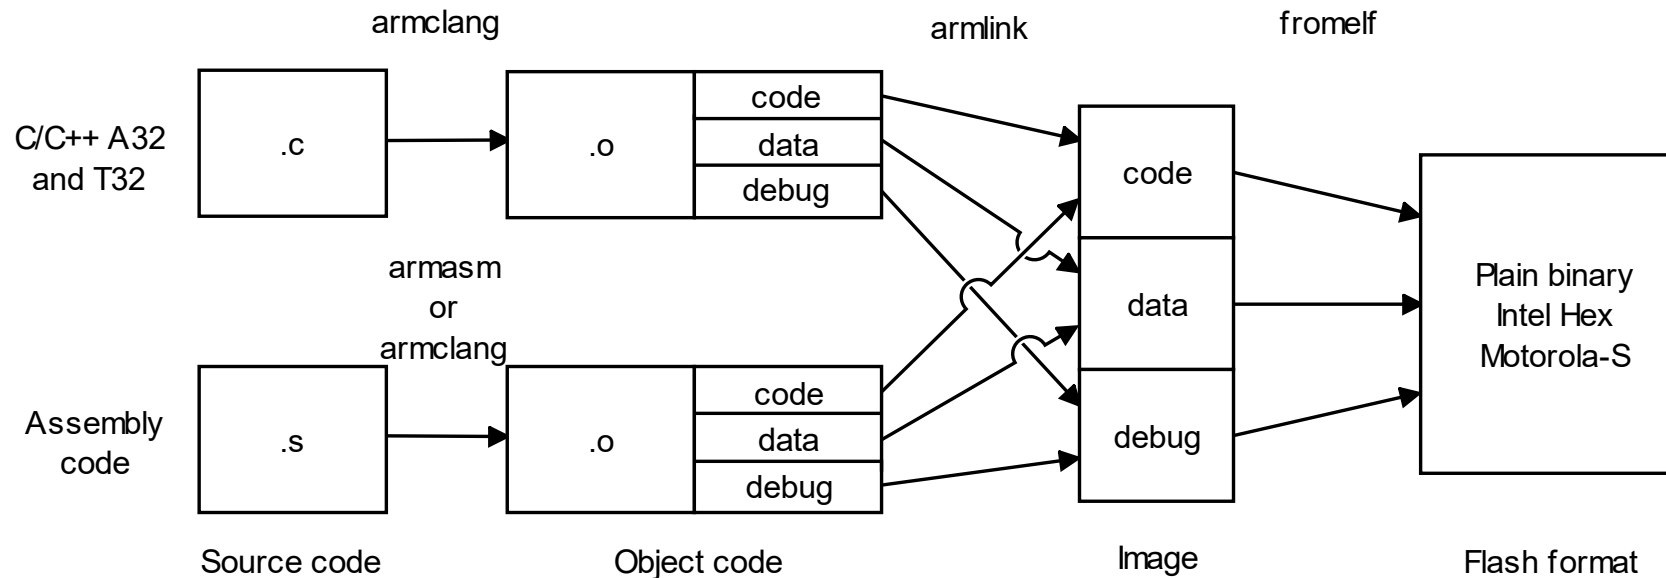 armclang
armlink
fromelf
C/C++ A32
and T32
.c
.o
code
data
debug
armasm
or
armclang
Assembly
code
.s
.o
code
data
debug
code
data
debug
Plain binary
Intel Hex
Motorola-S
Source code
Object code
Image
Flash format